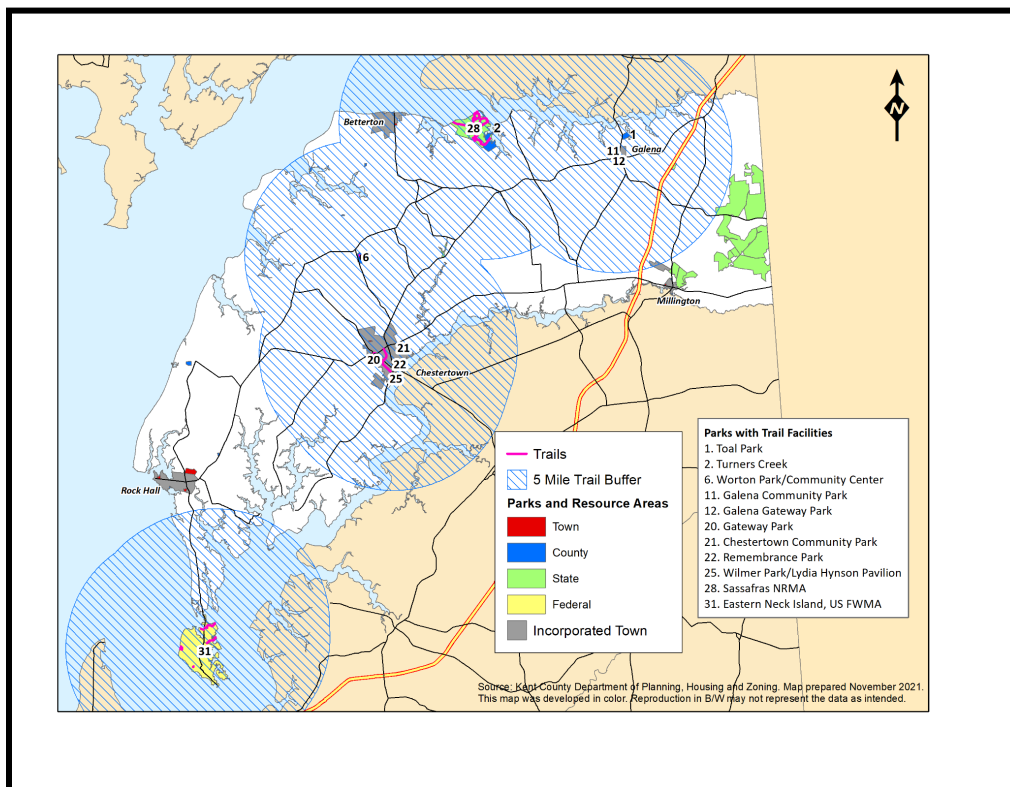 N
Betterton
28
2
1
11
Galena
12
6
Millington
21
20
22
Chestertown
25
Rock Hall
31
Trails
5 Mile Trail Buffer
Parks and Resource Areas
Town
County
State
Federal
Incorporated Town
Parks with Trail Facilities
1. Toal Park
2. Turners Creek
6. Worton Park/Community Center
11. Galena Community Park
12. Galena Gateway Park
20. Gateway Park
21. Chestertown Community Park
22. Remembrance Park
25. Wilmer Park/Lydia Hynson Pavilion
28. Sassafras NRMA
31. Eastern Neck Island, US FWMA
Source: Kent County Department of Planning, Housing and Zoning. Map prepared November 2021.
This map was developed in color. Reproduction in B/W may not represent the data as intended.